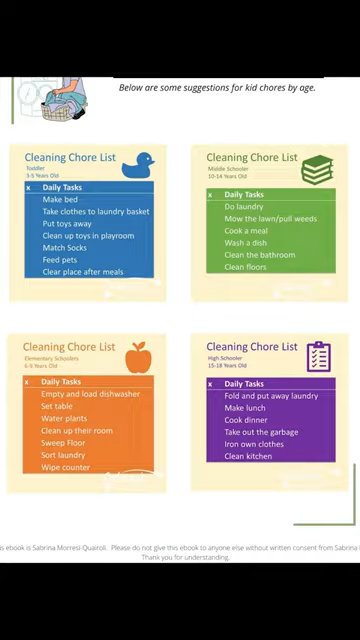 Below are some suggestions for kid chores by age.
Cleaning Chore List
Toddler
3-5 Years Old
x Daily Tasks
Make bed
Take clothes to laundry basket
Put toys away
Clean up toys in playroom
Match Socks
Feed pets
Clear place after meals
Cleaning Chore List
Middle Schooler
10-14 Years Old
x Daily Tasks
Do laundry
Mow the lawn/pull weeds
Cook a meal
Wash a dish
Clean the bathroom
Clean floors
Cleaning Chore List
Elementary Schoolers
6-9 Years Old
x Daily Tasks
Empty and load dishwasher
Set table
Water plants
Clean up their room
Sweep Floor
Sort laundry
Wipe counter
Cleaning Chore List
High Schooler
15-18 Years Old
x Daily Tasks
Fold and put away laundry
Make lunch
Cook dinner
Take out the garbage
Iron own clothes
Clean kitchen
is ebook is Sabrina Morresi Quairoli. Please do not give this ebook to anyone else without written consent from Sabrina
Thank you for understanding.